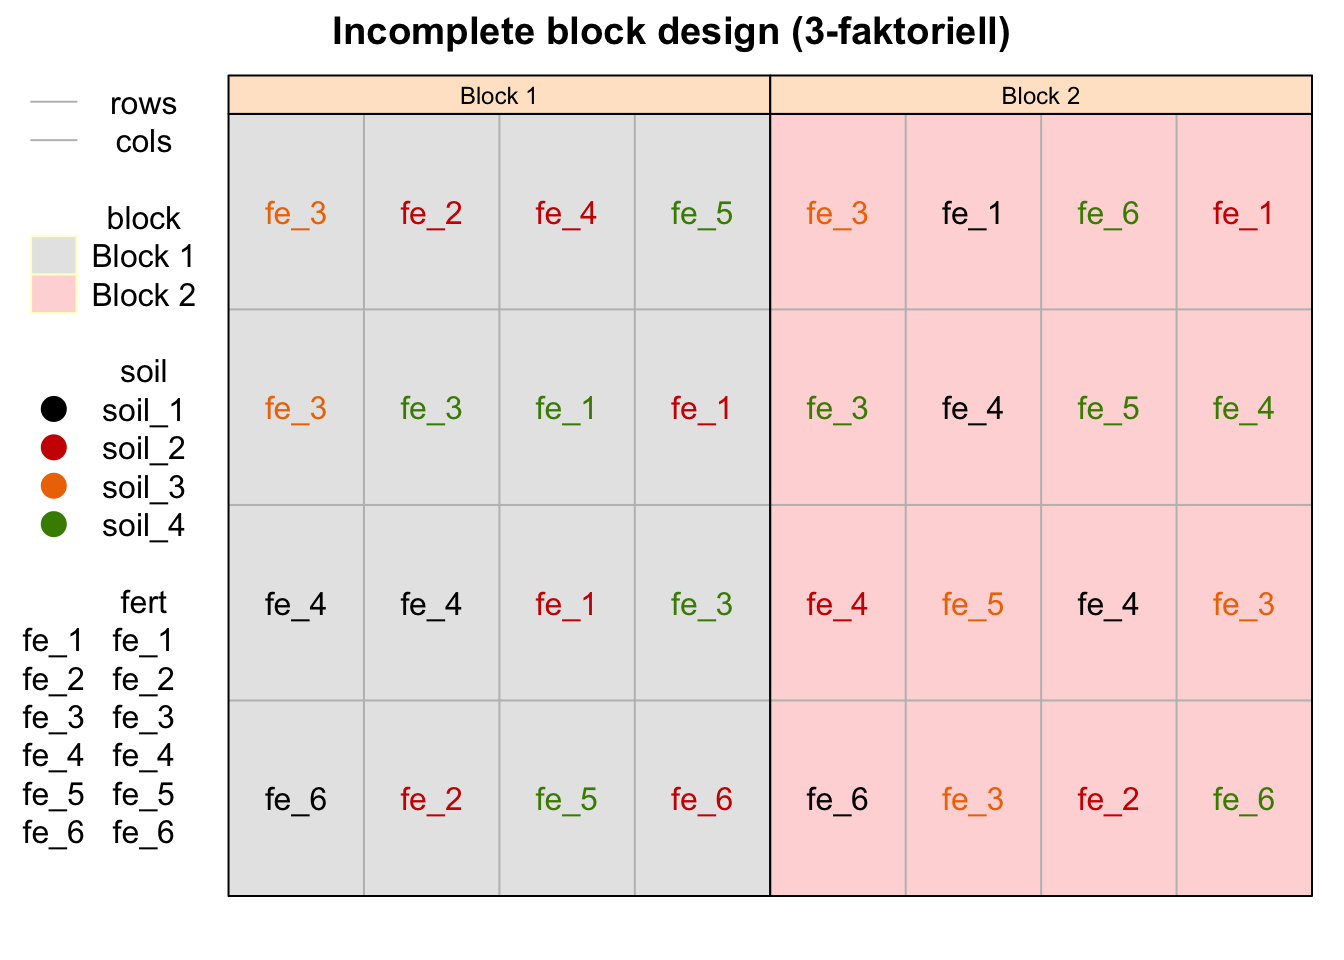 Incomplete block design (3-faktoriell)
rows
cols
block
Block 1
Block 2
soil
soil_1
soil_2
soil_3
soil_4
fert
fe_1 fe_1
fe_2 fe_2
fe_3 fe_3
fe_4 fe_4
fe_5 fe_5
fe_6 fe_6
Block 1 Block 2
fe_3 fe_2 fe_4 fe_5 fe_3 fe_1 fe_6 fe_1
fe_3 fe_3 fe_1 fe_1 fe_3 fe_4 fe_5 fe_4
fe_4 fe_4 fe_1 fe_3 fe_4 fe_5 fe_4 fe_3
fe_6 fe_2 fe_5 fe_6 fe_6 fe_3 fe_2 fe_6